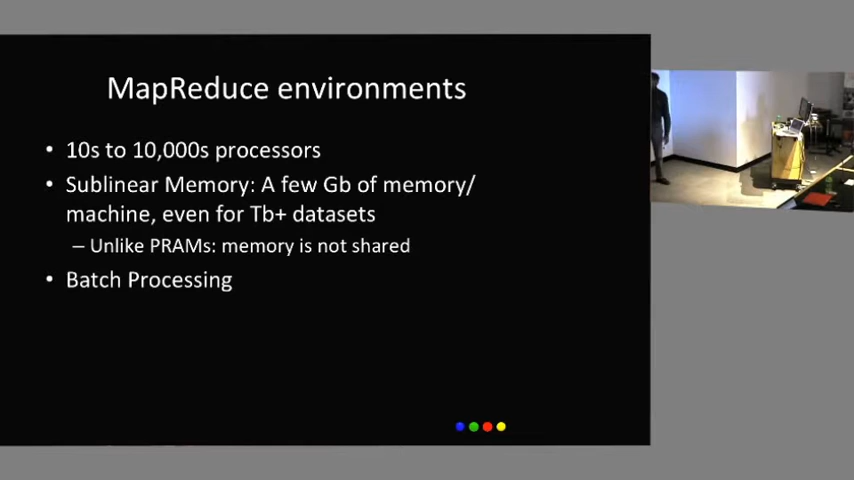 MapReduce environments
• 10s to 10,000s processors
• Sublinear Memory: A few Gb of memory/
machine, even for Tb+ datasets
– Unlike PRAMs: memory is not shared
• Batch Processing